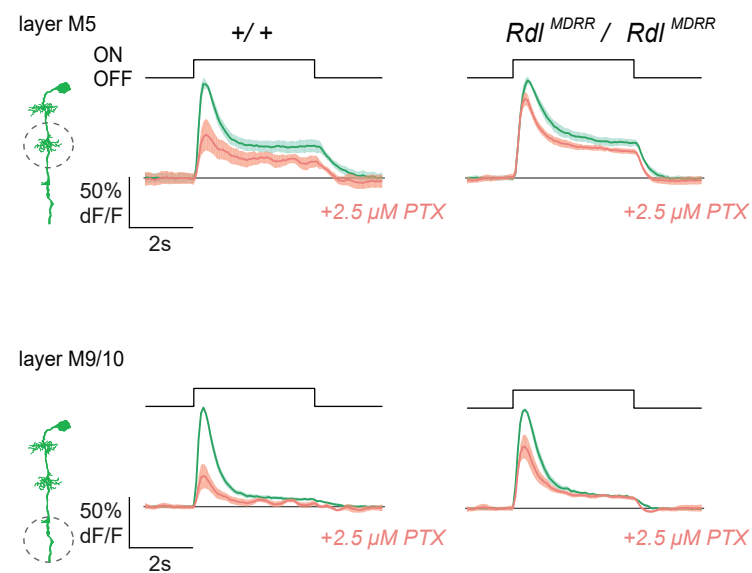 layer M5
+/+
Rdl MDRR / Rdl MDRR
ON
OFF
50%
dF/F
2s
+2.5 µM PTX
+2.5 µM PTX
layer M9/10
50%
dF/F
2s
+2.5 µM PTX
+2.5 µM PTX